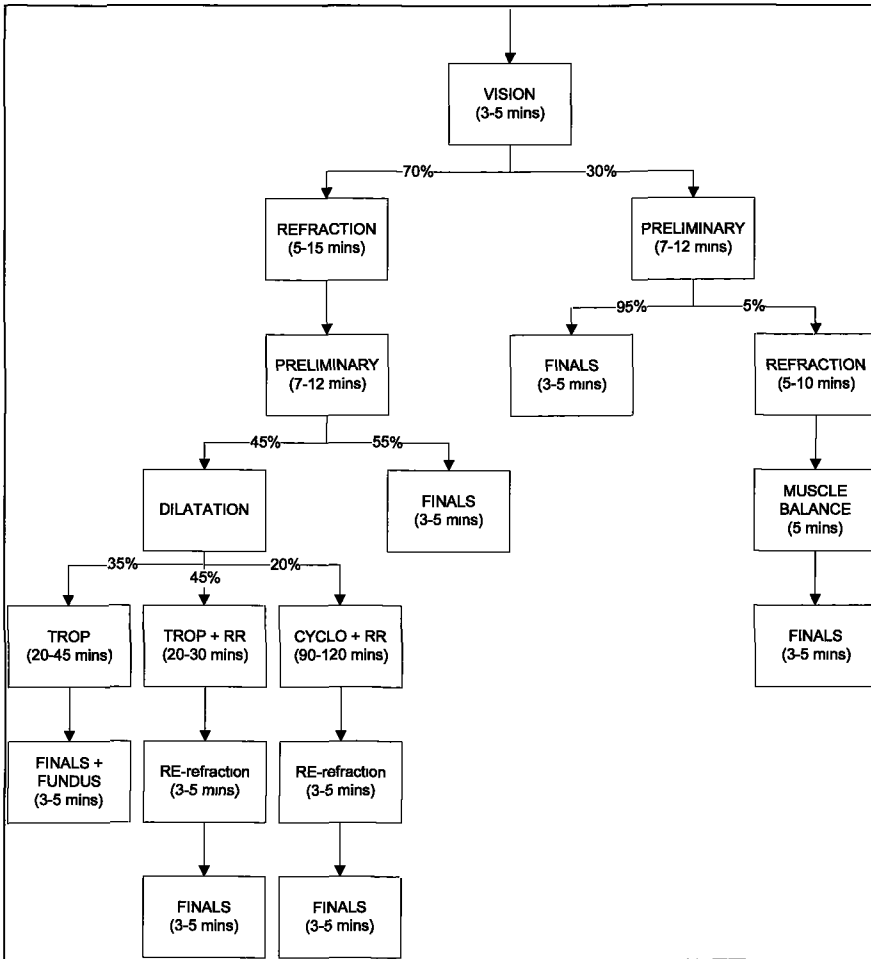 VISION
(3-5 mins)
70%
30%
REFRACTION
(5-15 mins)
PRELIMINARY
(7-12 mins)
95%
5%
PRELIMINARY
(7-12 mins)
FINALS
(3-5 mins)
REFRACTION
(5-10 mins)
45%
55%
DILATATION
FINALS
(3-5 mins)
MUSCLE
BALANCE
(5 mins)
35%
45%
20%
TROP
(20-45 mins)
TROP + RR
(20-30 mins)
CYCLO + RR
(90-120 mins)
FINALS
(3-5 mins)
FINALS +
FUNDUS
(3-5 mins)
RE-refraction
(3-5 mins)
RE-refraction
(3-5 mins)
FINALS
(3-5 mins)
FINALS
(3-5 mins)